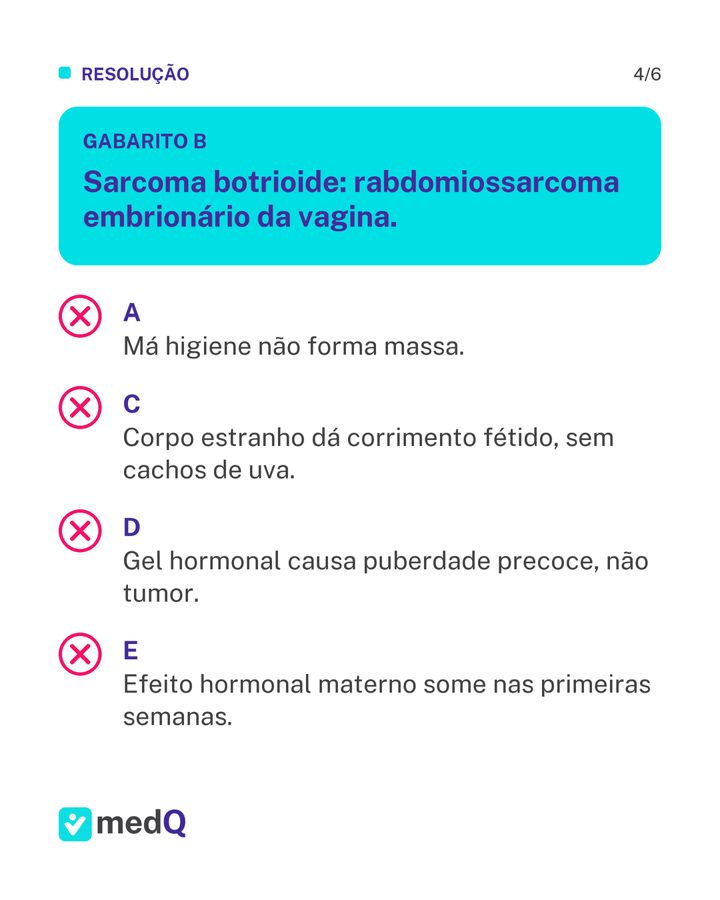 RESOLUÇÃO
4/6
GABARITO B
Sarcoma botrioide: rabdomiossarcoma
embrionário da vagina.
A
Má higiene não forma massa.
C
Corpo estranho dá corrimento fétido, sem
cachos de uva.
D
Gel hormonal causa puberdade precoce, não
tumor.
E
Efeito hormonal materno some nas primeiras
semanas.
medQ